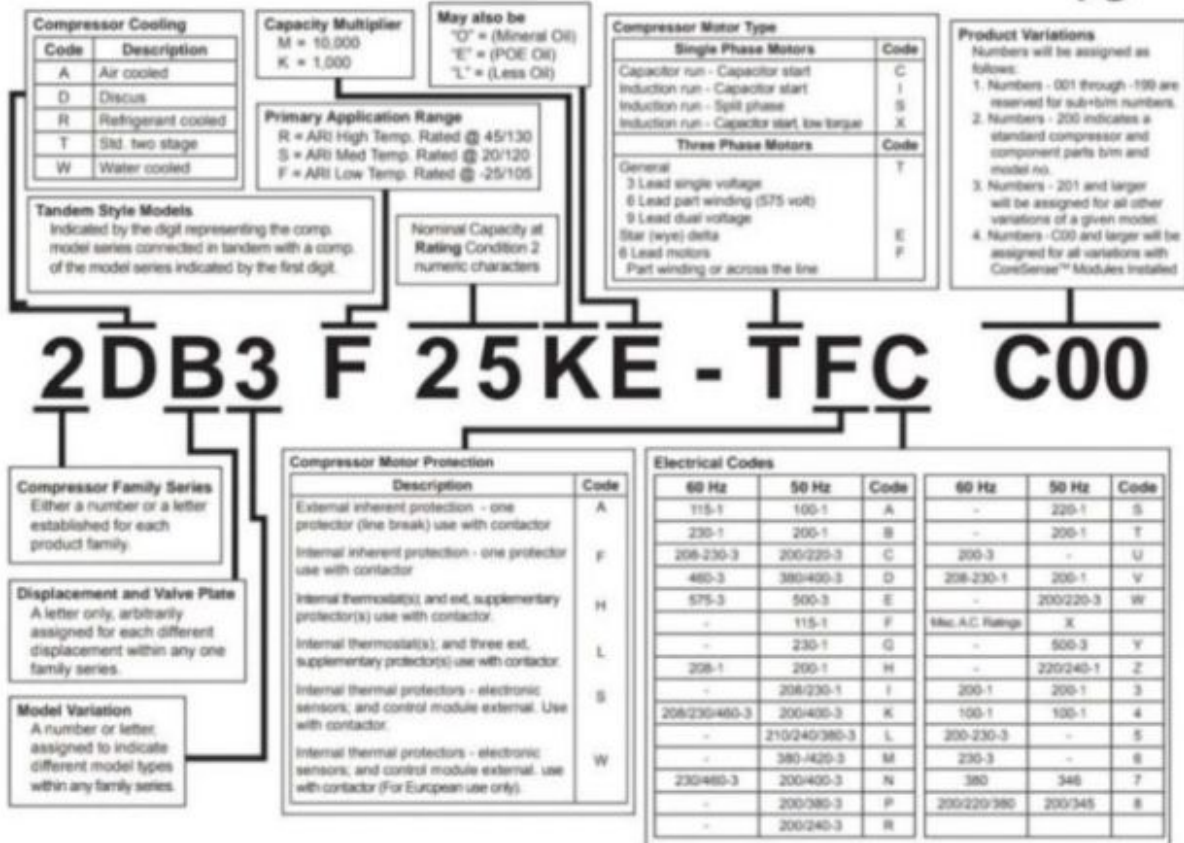 Compressor Cooling
Code Description
A Air cooled
D Discus
R Refrigerant cooled
T Std. two stage
W Water cooled
Capacity Multiplier
M = 10,000
K = 1,000
May also be
"O" = (Mineral Oil)
"E" = (POE Oil)
"L" = (Less Oil)
Primary Application Range
R = ARI High Temp. Rated @ 45/130
S = ARI Med Temp. Rated @ 20/120
F = ARI Low Temp. Rated @ -25/105
Compressor Motor Type
Single Phase Motors Code
Capacitor run - Capacitor start C
Induction run - Capacitor start I
Induction run - Split phase S
Induction run - Capacitor start, low torque X
Three Phase Motors Code
General T
3 Lead single voltage
6 Lead part winding (575 volt)
9 Lead dual voltage
Star (wye) delta E
6 Lead motors F
Part winding or across the line
Product Variations
Numbers will be assigned as
follows:
1. Numbers - 001 through -199 are
reserved for sub+b/m numbers.
2. Numbers - 200 indicates a
standard compressor and
component parts b/m and
model no.
3. Numbers - 201 and larger
will be assigned for all other
variations of a given model.
4. Numbers - C00 and larger will be
assigned for all variations with
CoreSense™ Modules Installed
Tandem Style Models
Indicated by the digit representing the comp.
model series connected in tandem with a comp.
of the model series indicated by the first digit.
Nominal Capacity at
Rating Condition 2
numeric characters
2DB3 F 25KE - TFC C00
Compressor Family Series
Either a number or a letter
established for each
product family.
Displacement and Valve Plate
A letter only, arbitrarily
assigned for each different
displacement within any one
family series.
Model Variation
A number or letter,
assigned to indicate
different model types
within any family series.
Compressor Motor Protection
Description Code
External inherent protection - one A
protector (line break) use with contactor
Internal inherent protection - one protector F
use with contactor
Internal thermostat(s); and ext, supplementary H
protector(s) use with contactor.
Internal thermostat(s); and three ext, L
supplementary protector(s) use with contactor.
Internal thermal protectors - electronic S
sensors; and control module external. Use
with contactor.
Internal thermal protectors - electronic W
sensors; and control module external. use
with contactor (For European use only).
Electrical Codes
60 Hz 50 Hz Code 60 Hz 50 Hz Code
115-1 100-1 A - 220-1 S
230-1 200-1 B - 200-1 T
208-230-3 200/220-3 C 200-3 - U
460-3 380/400-3 D 208-230-1 200-1 V
575-3 500-3 E - 200/220-3 W
- 115-1 F Misc. A.C. Ratings X
- 230-1 G - 500-3 Y
208-1 200-1 H - 220/240-1 Z
- 208/230-1 I 200-1 200-1 3
208/230/460-3 200/400-3 K 100-1 100-1 4
- 210/240/380-3 L 200-230-3 - 5
- 380-/420-3 M 230-3 - 6
230/460-3 200/400-3 N 380 346 7
- 200/380-3 P 200/220/380 200/345 8
- 200/240-3 R